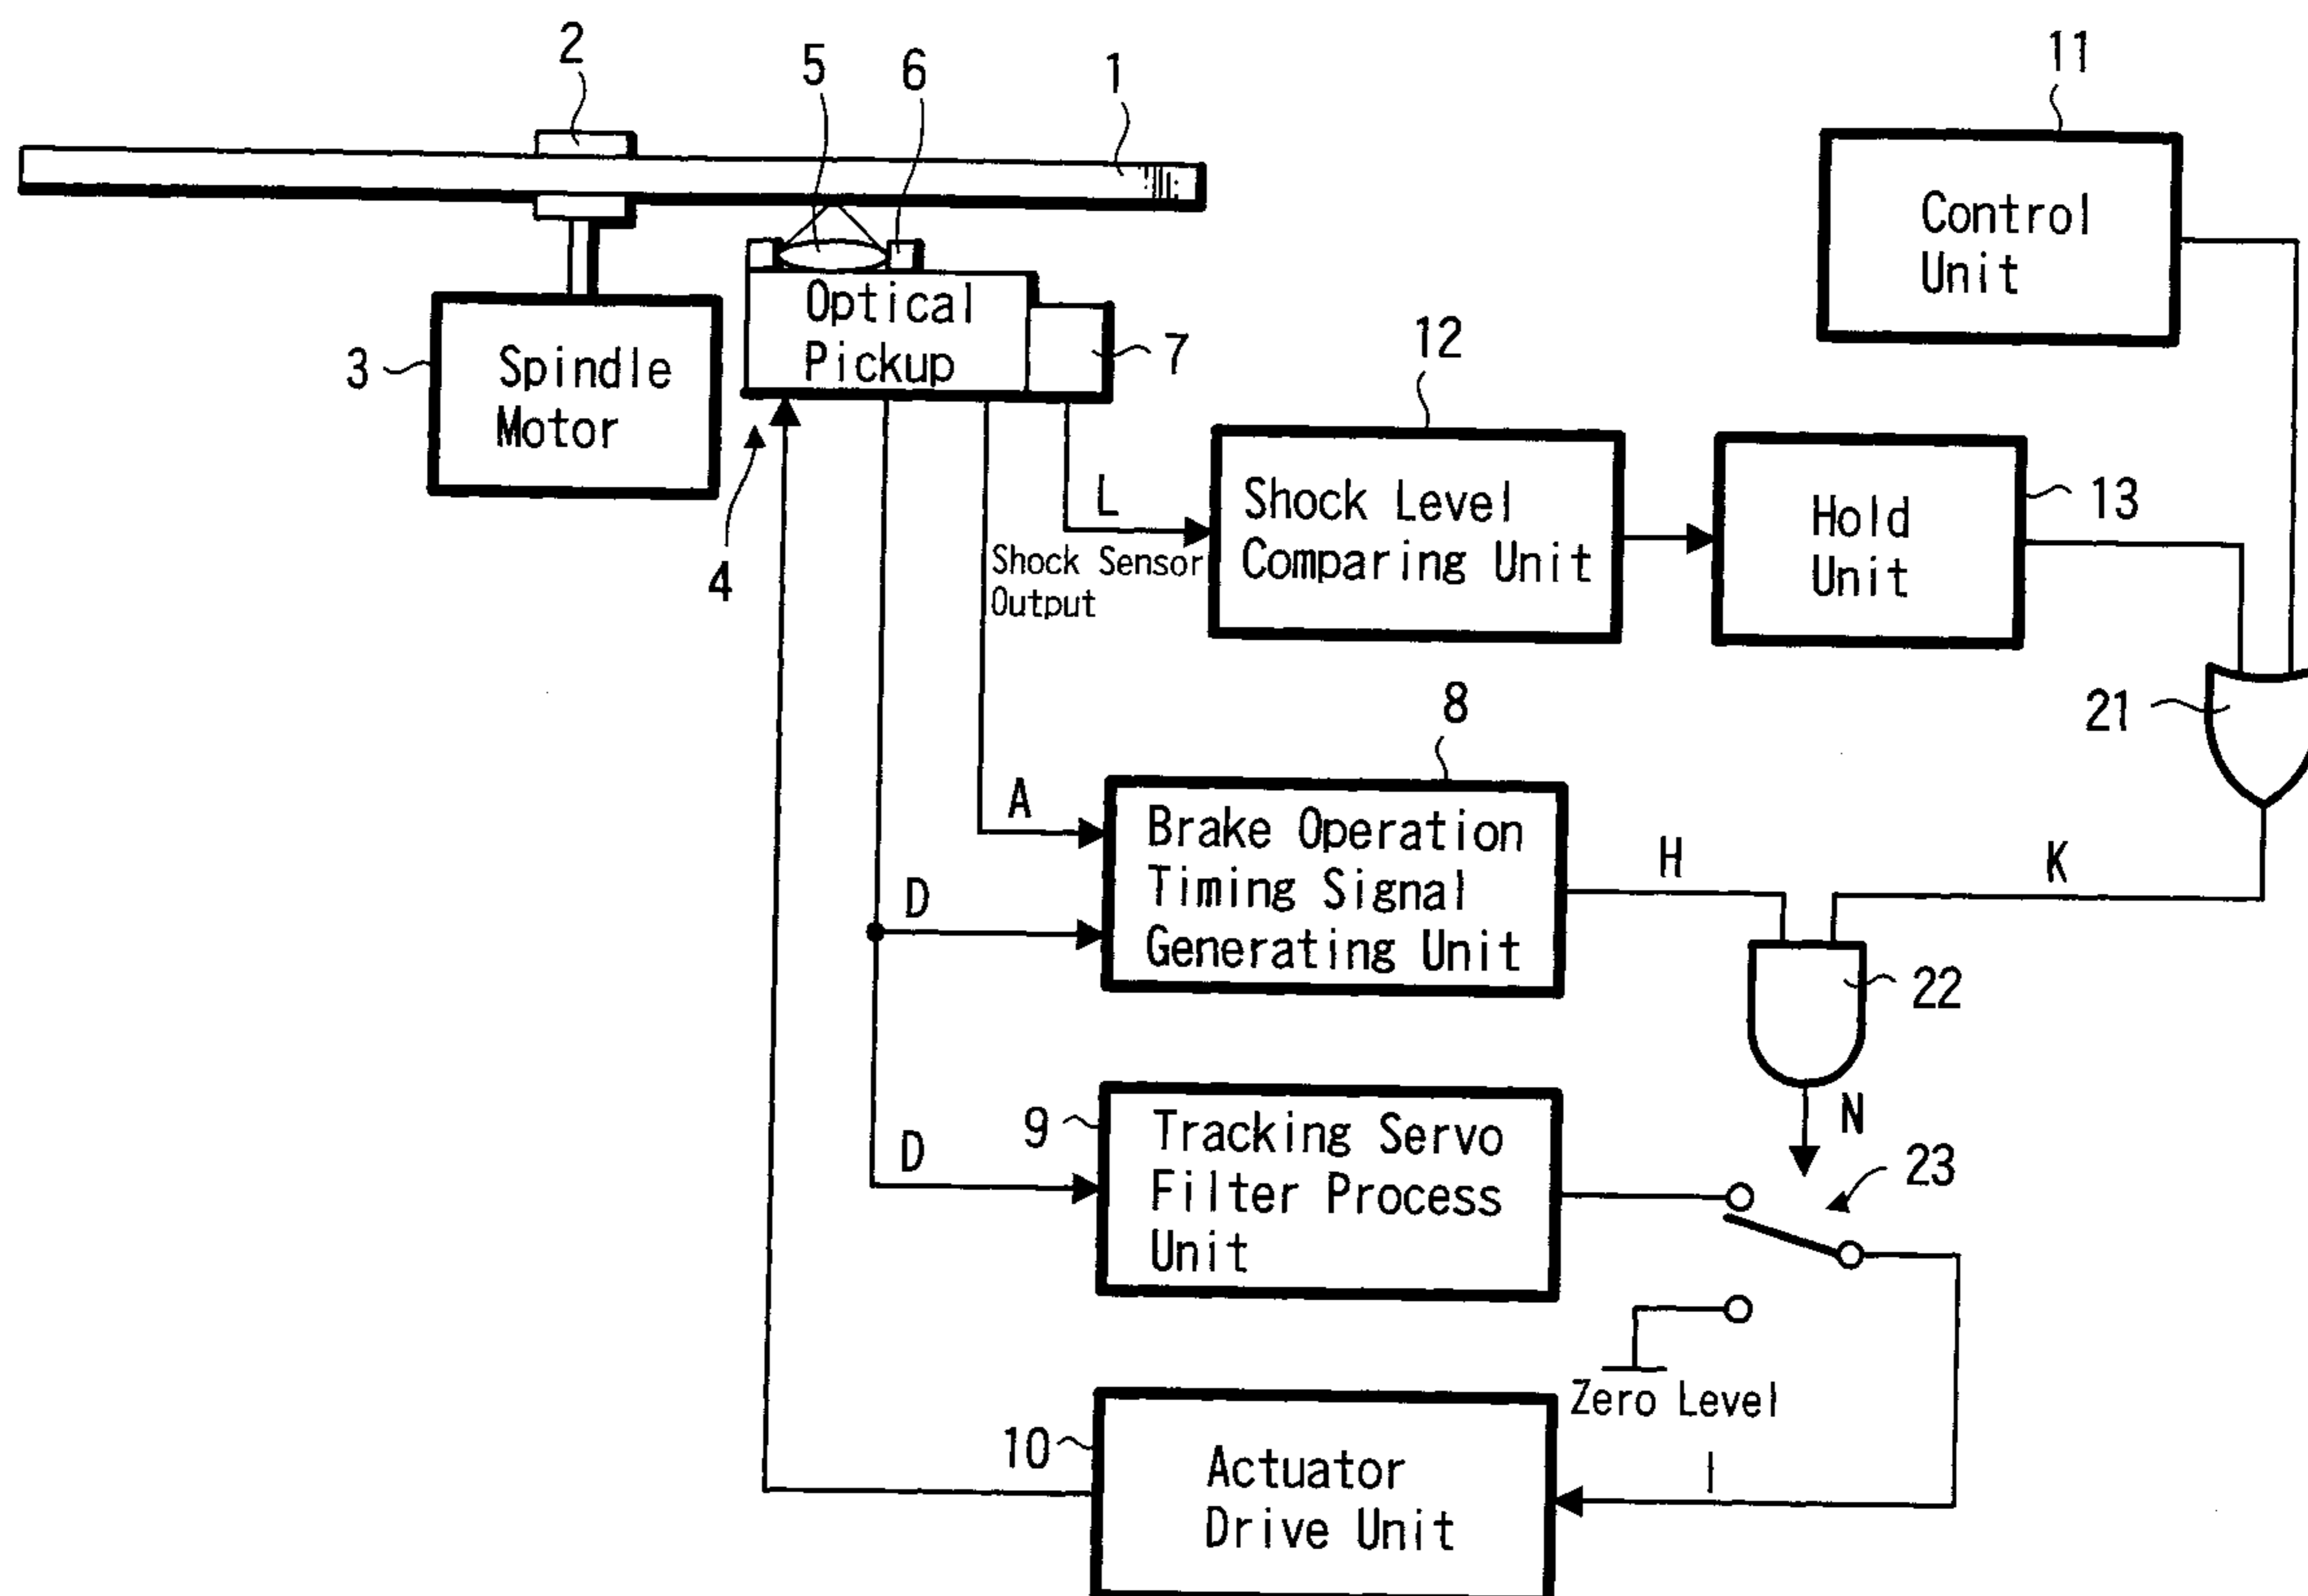 2
5
6
1
11
Control
Unit
Optical
Pickup
7
12
3
Spindle
Motor
4
L
Shock Sensor
Output
Shock Level
Comparing Unit
Hold
Unit
13
21
8
A
Brake Operation
Timing Signal
Generating Unit
D
H
K
22
N
9
D
Tracking Servo
Filter Process
Unit
23
Zero Level
10
Actuator
Drive Unit
I